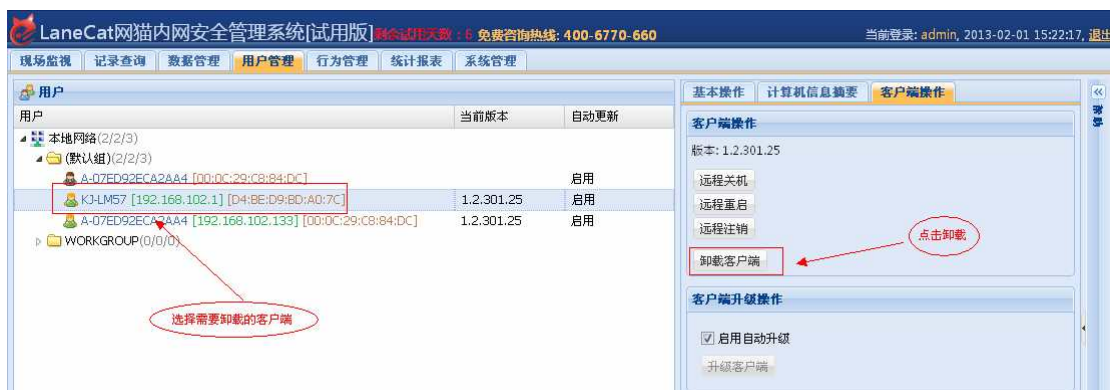 LaneCat网猫内网安全管理系统[试用版]剩余试用天数：6 免费咨询热线: 400-6770-660 当前登录: admin, 2013-02-01 15:22:17, 退出
现场监视 记录查询 数据管理 用户管理 行为管理 统计报表 系统管理
用户
用户 当前版本 自动更新
本地网络(2/2/3)
(默认组)(2/2/3)
A-07ED92ECA2AA4 [00:0C:29:C8:84:DC] 启用
KJ-LM57 [192.168.102.1] [D4:BE:D9:BD:A0:7C] 1.2.301.25 启用
A-07ED92ECA2AA4 [192.168.102.133] [00:0C:29:C8:84:DC] 1.2.301.25 启用
WORKGROUP(0/0/0)
选择需要卸载的客户端
基本操作 计算机信息摘要 客户端操作
客户端操作
版本: 1.2.301.25
远程关机
远程重启
远程注销
卸载客户端
点击卸载
客户端升级操作
启用自动升级
升级客户端